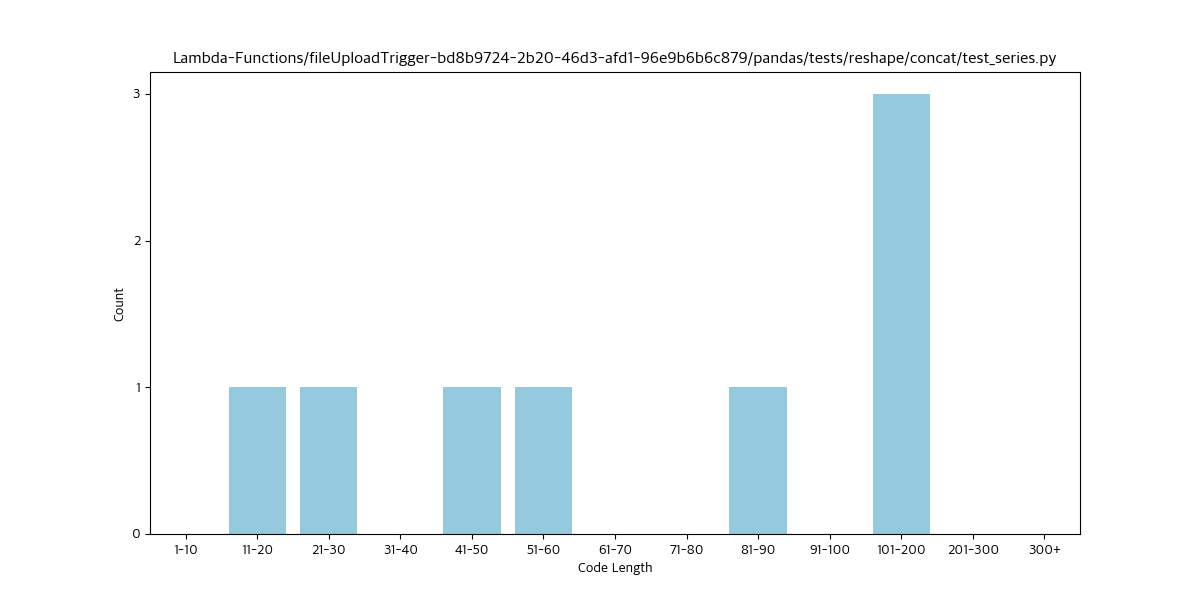 Lambda-Functions/fileUploadTrigger-bd8b9724-2b20-46d3-afd1-96e9b6b6c879/pandas/tests/reshape/concat/test_series.py
3
2
1
0
Count
1-10 11-20 21-30 31-40 41-50 51-60 61-70 71-80 81-90 91-100 101-200 201-300 300+
Code Length